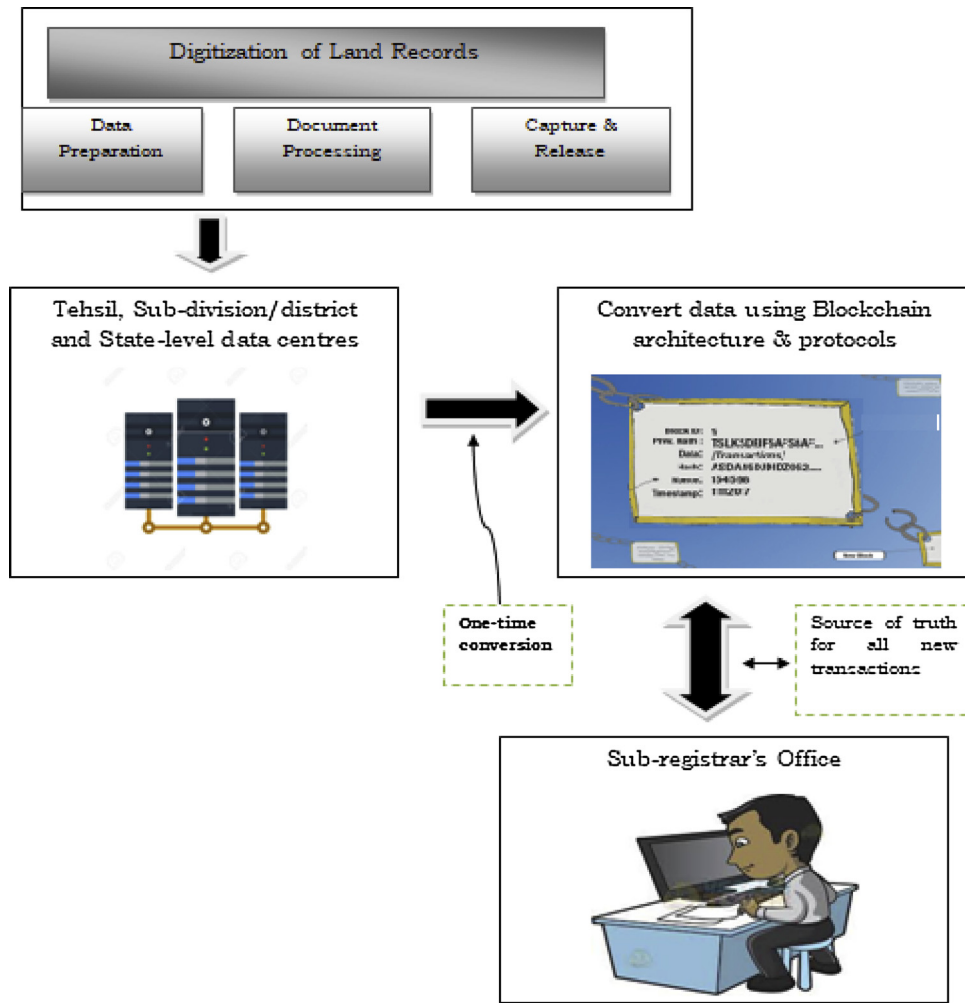 Digitization of Land Records
Data
Preparation
Document
Processing
Capture &
Release
Tehsil, Sub-division/district
and State-level data centres
Convert data using Blockchain
architecture & protocols
Data: /Transactions/
Timestamp:
New Block
One-time
conversion
Source of truth
for all new
transactions
Sub-registrar's Office